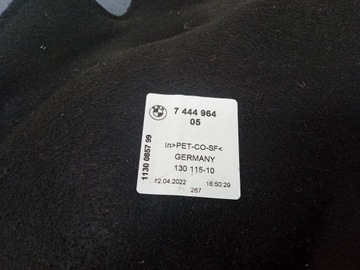 7 444 964
05
in>PET-CO-SF<
GERMANY
130 115-10
12.04.2022 16:50:29
267
1130 0857 99